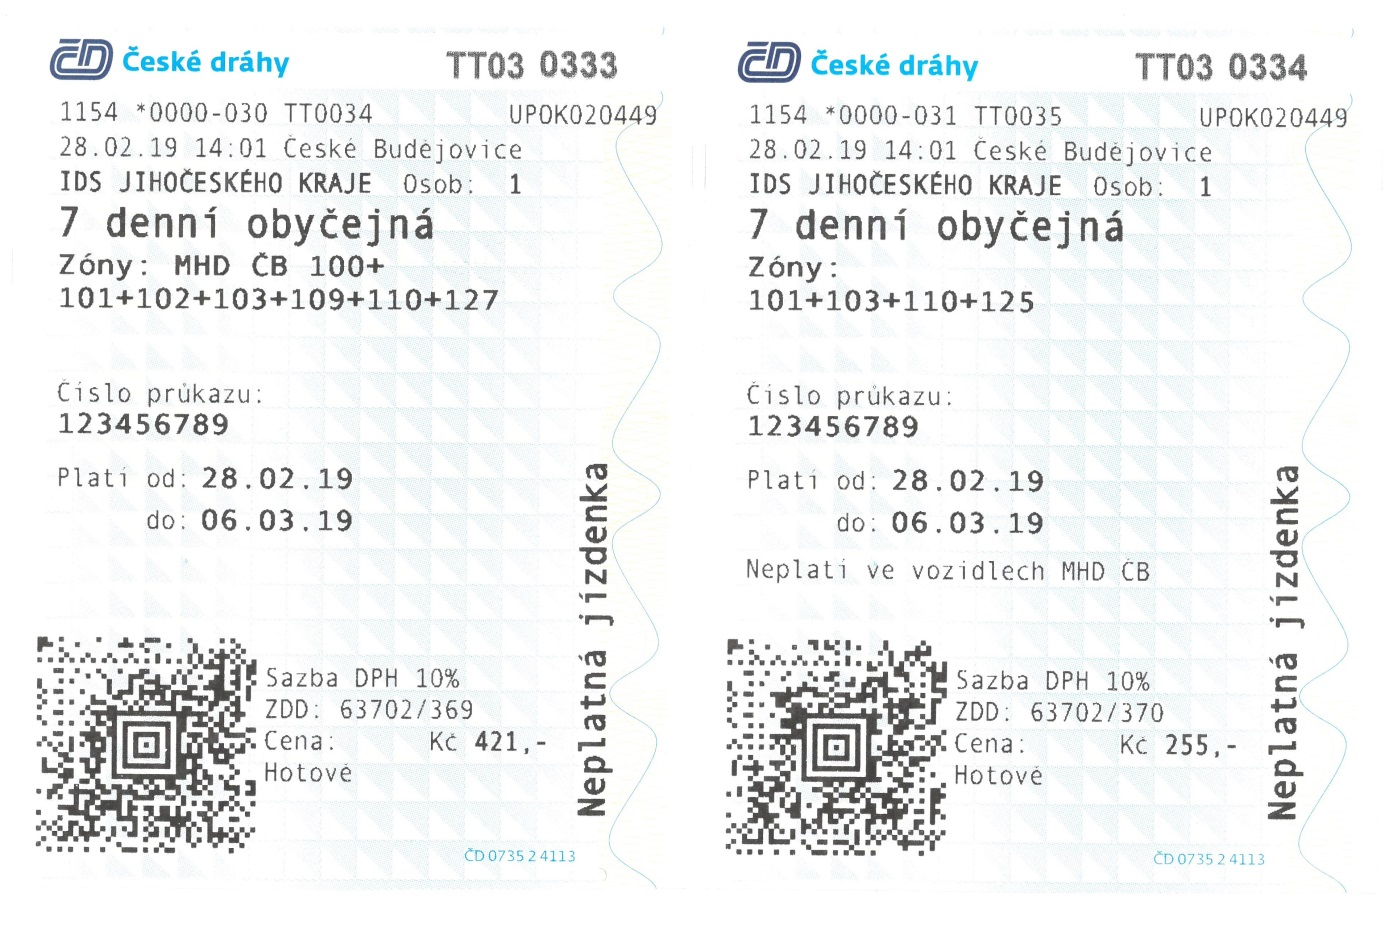 ČD České dráhy TT03 0333
1154 *0000-030 TT0034 UPOK020449
28.02.19 14:01 České Budějovice
IDS JIHOČESKÉHO KRAJE Osob: 1
7 denní obyčejná
Zóny: MHD ČB 100+
101+102+103+109+110+127
Číslo průkazu:
123456789
Platí od: 28.02.19
do: 06.03.19
Neplatná jízdenka
Sazba DPH 10%
ZDD: 63702/369
Cena: Kč 421,-
Hotově
ČD 0735 2 4113
ČD České dráhy TT03 0334
1154 *0000-031 TT0035 UPOK020449
28.02.19 14:01 České Budějovice
IDS JIHOČESKÉHO KRAJE Osob: 1
7 denní obyčejná
Zóny:
101+103+110+125
Číslo průkazu:
123456789
Platí od: 28.02.19
do: 06.03.19
Neplatí ve vozidlech MHD ČB
Neplatná jízdenka
Sazba DPH 10%
ZDD: 63702/370
Cena: Kč 255,-
Hotově
ČD 0735 2 4113